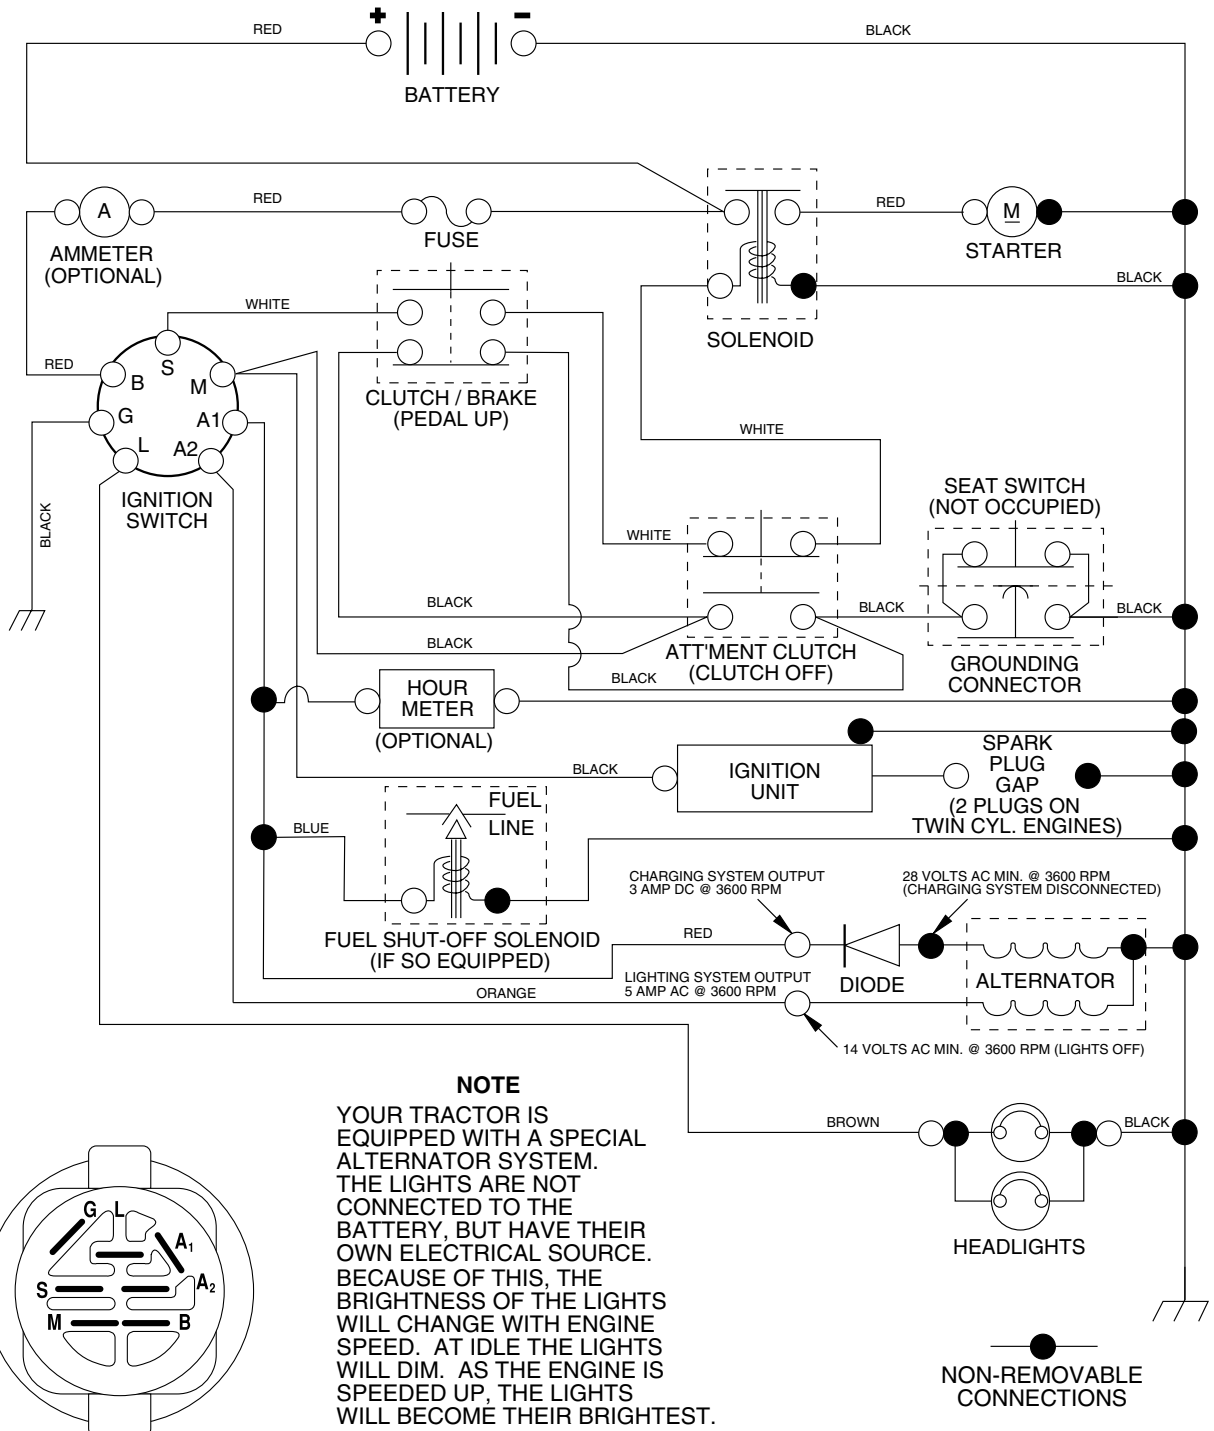 + -
RED
BLACK
BATTERY
A
RED
AMMETER
(OPTIONAL)
FUSE
RED
M
STARTER
BLACK
SOLENOID
WHITE
RED
S
B
M
G
A1
L
A2
IGNITION
SWITCH
BLACK
CLUTCH / BRAKE
(PEDAL UP)
WHITE
WHITE
SEAT SWITCH
(NOT OCCUPIED)
BLACK
BLACK
BLACK
BLACK
BLACK
ATT'MENT CLUTCH
(CLUTCH OFF)
GROUNDING
CONNECTOR
HOUR
METER
(OPTIONAL)
BLACK
IGNITION
UNIT
SPARK
PLUG
GAP
(2 PLUGS ON
TWIN CYL. ENGINES)
FUEL
LINE
BLUE
FUEL SHUT-OFF SOLENOID
(IF SO EQUIPPED)
CHARGING SYSTEM OUTPUT
3 AMP DC @ 3600 RPM
28 VOLTS AC MIN. @ 3600 RPM
(CHARGING SYSTEM DISCONNECTED)
RED
DIODE
ALTERNATOR
LIGHTING SYSTEM OUTPUT
5 AMP AC @ 3600 RPM
ORANGE
14 VOLTS AC MIN. @ 3600 RPM (LIGHTS OFF)
BROWN
BLACK
HEADLIGHTS
NOTE
YOUR TRACTOR IS
EQUIPPED WITH A SPECIAL
ALTERNATOR SYSTEM.
THE LIGHTS ARE NOT
CONNECTED TO THE
BATTERY, BUT HAVE THEIR
OWN ELECTRICAL SOURCE.
BECAUSE OF THIS, THE
BRIGHTNESS OF THE LIGHTS
WILL CHANGE WITH ENGINE
SPEED. AT IDLE THE LIGHTS
WILL DIM. AS THE ENGINE IS
SPEEDED UP, THE LIGHTS
WILL BECOME THEIR BRIGHTEST.
G L
A1
S
A2
M
B
NON-REMOVABLE
CONNECTIONS